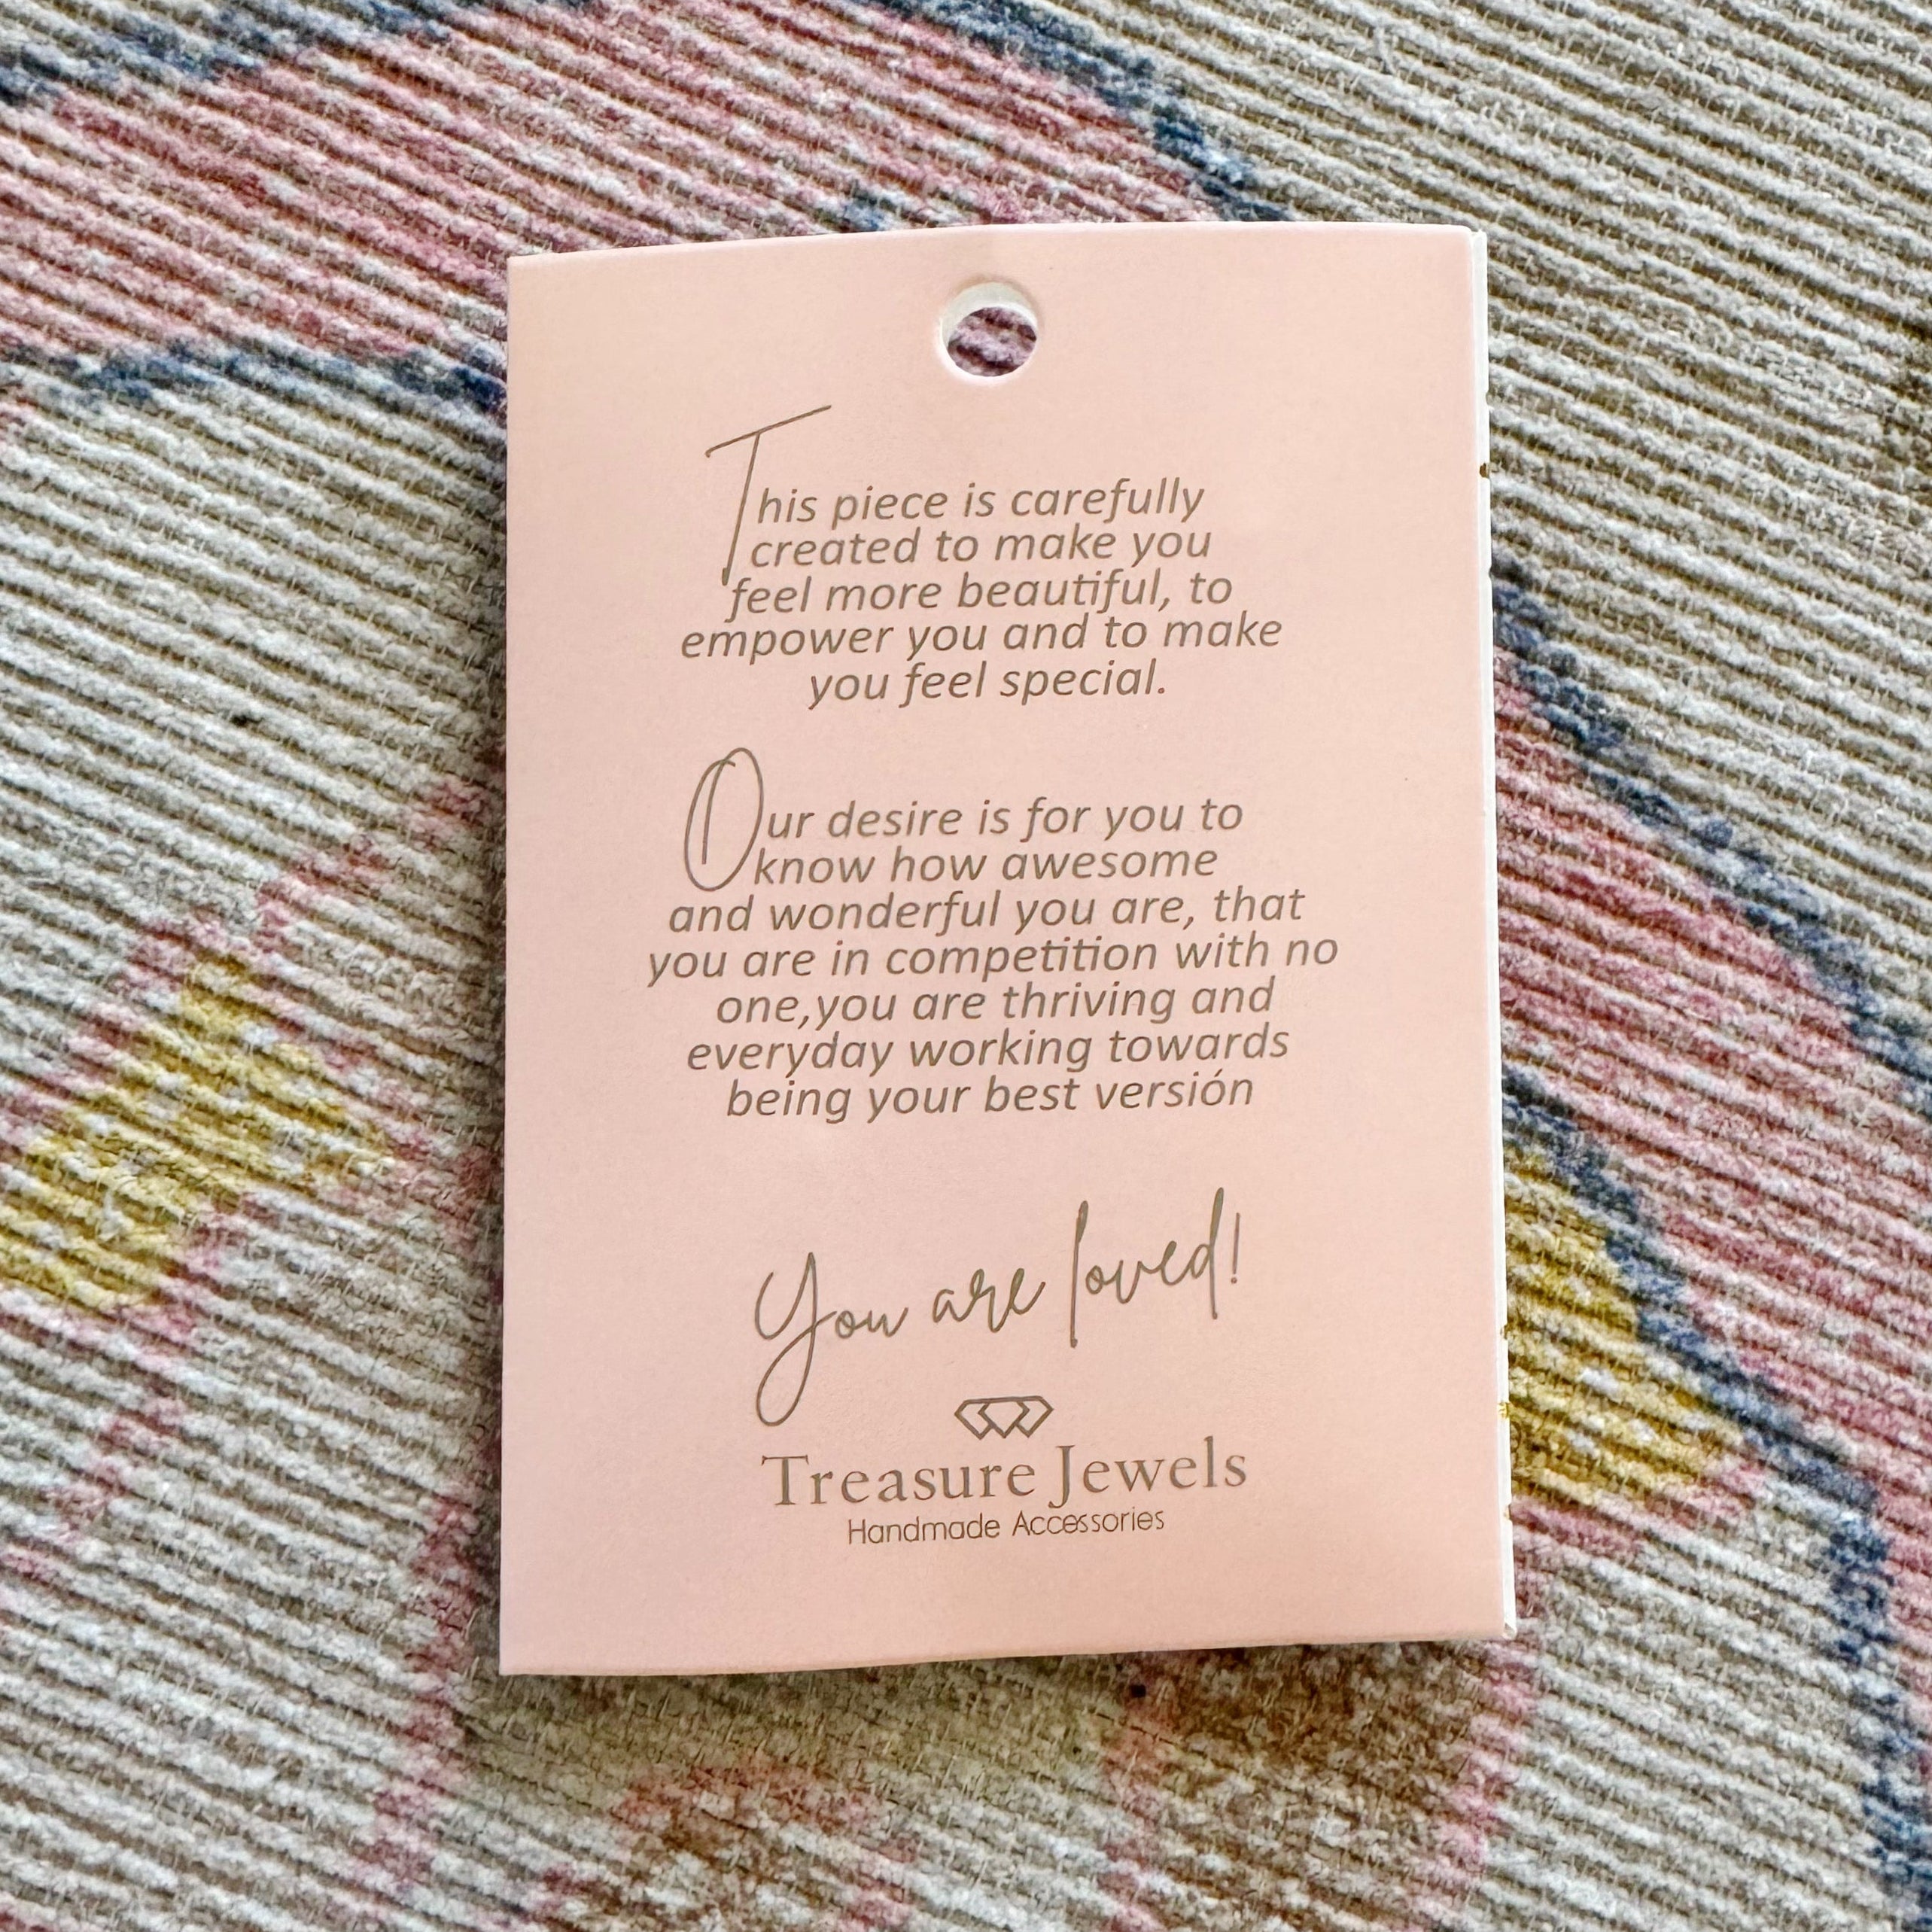 This piece is carefully
created to make you
feel more beautiful, to
empower you and to make
you feel special.
Our desire is for you to
know how awesome
and wonderful you are, that
you are in competition with no
one,you are thriving and
everyday working towards
being your best versión
You are loved!
Treasure Jewels
Handmade Accessories